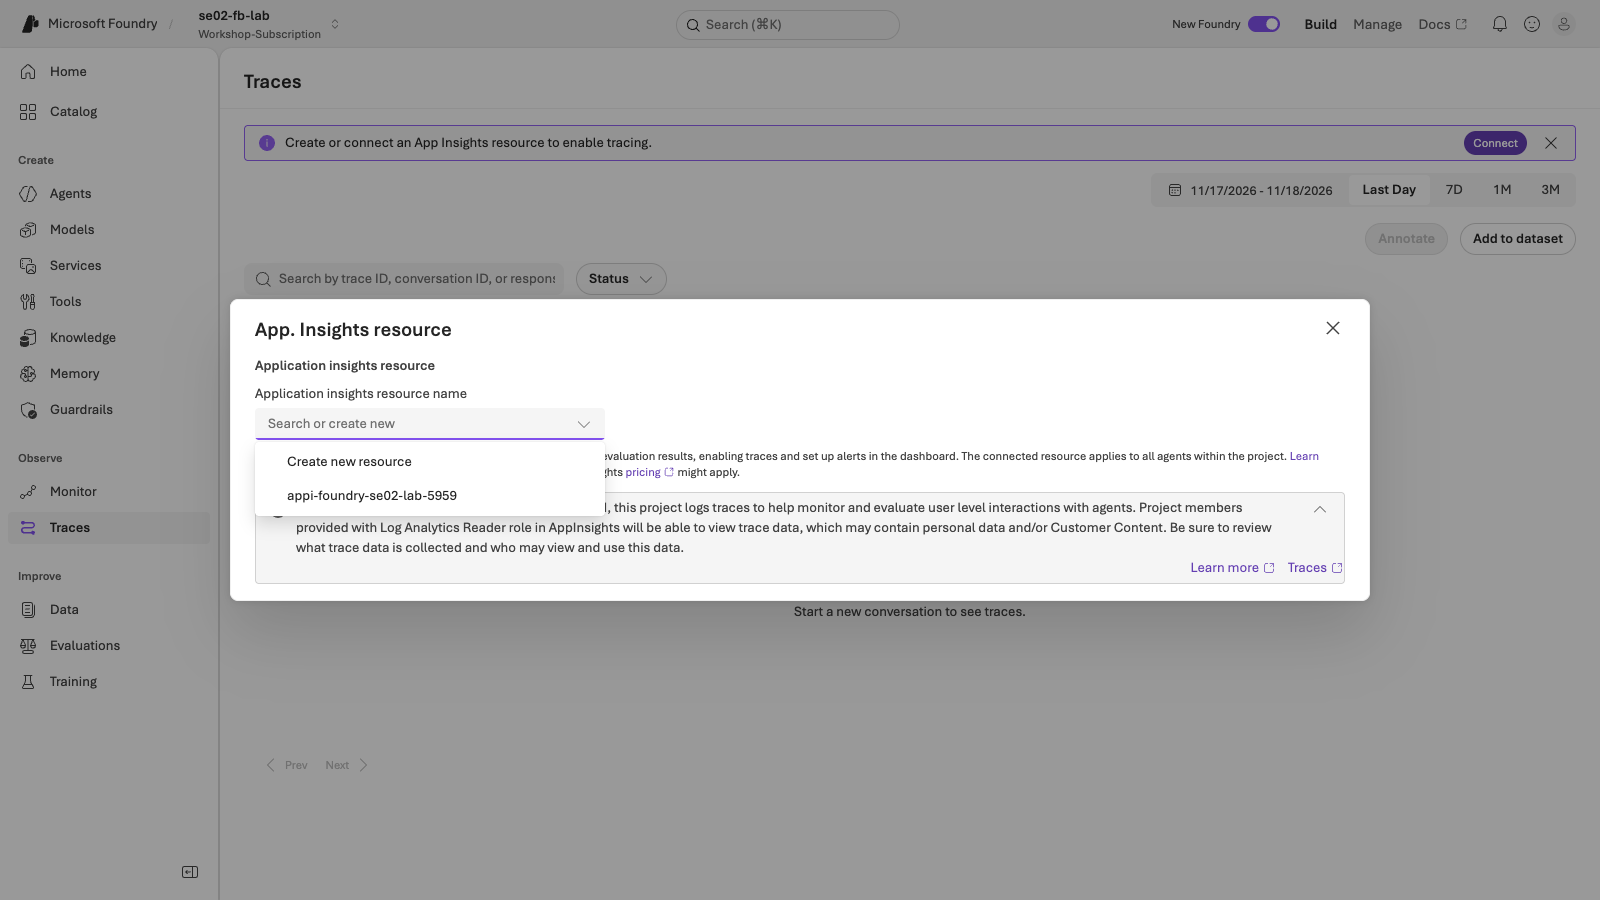 Microsoft Foundry
/
se02-fb-lab
Workshop-Subscription
Search (⌘K)
New Foundry
Build
Manage
Docs
Home
Catalog
Create
Agents
Models
Services
Tools
Knowledge
Memory
Guardrails
Observe
Monitor
Traces
Improve
Data
Evaluations
Training
Traces
Create or connect an App Insights resource to enable tracing.
Connect
11/17/2026 - 11/18/2026
Last Day
7D
1M
3M
Annotate
Add to dataset
Search by trace ID, conversation ID, or respons
Status
App. Insights resource
Application insights resource
Application insights resource name
Search or create new
Create new resource
appi-foundry-se02-lab-5959
evaluation results, enabling traces and set up alerts in the dashboard. The connected resource applies to all agents within the project. Learn
pricing might apply.
, this project logs traces to help monitor and evaluate user level interactions with agents. Project members
provided with Log Analytics Reader role in AppInsights will be able to view trace data, which may contain personal data and/or Customer Content. Be sure to review
what trace data is collected and who may view and use this data.
Learn more
Traces
Start a new conversation to see traces.
Prev
Next